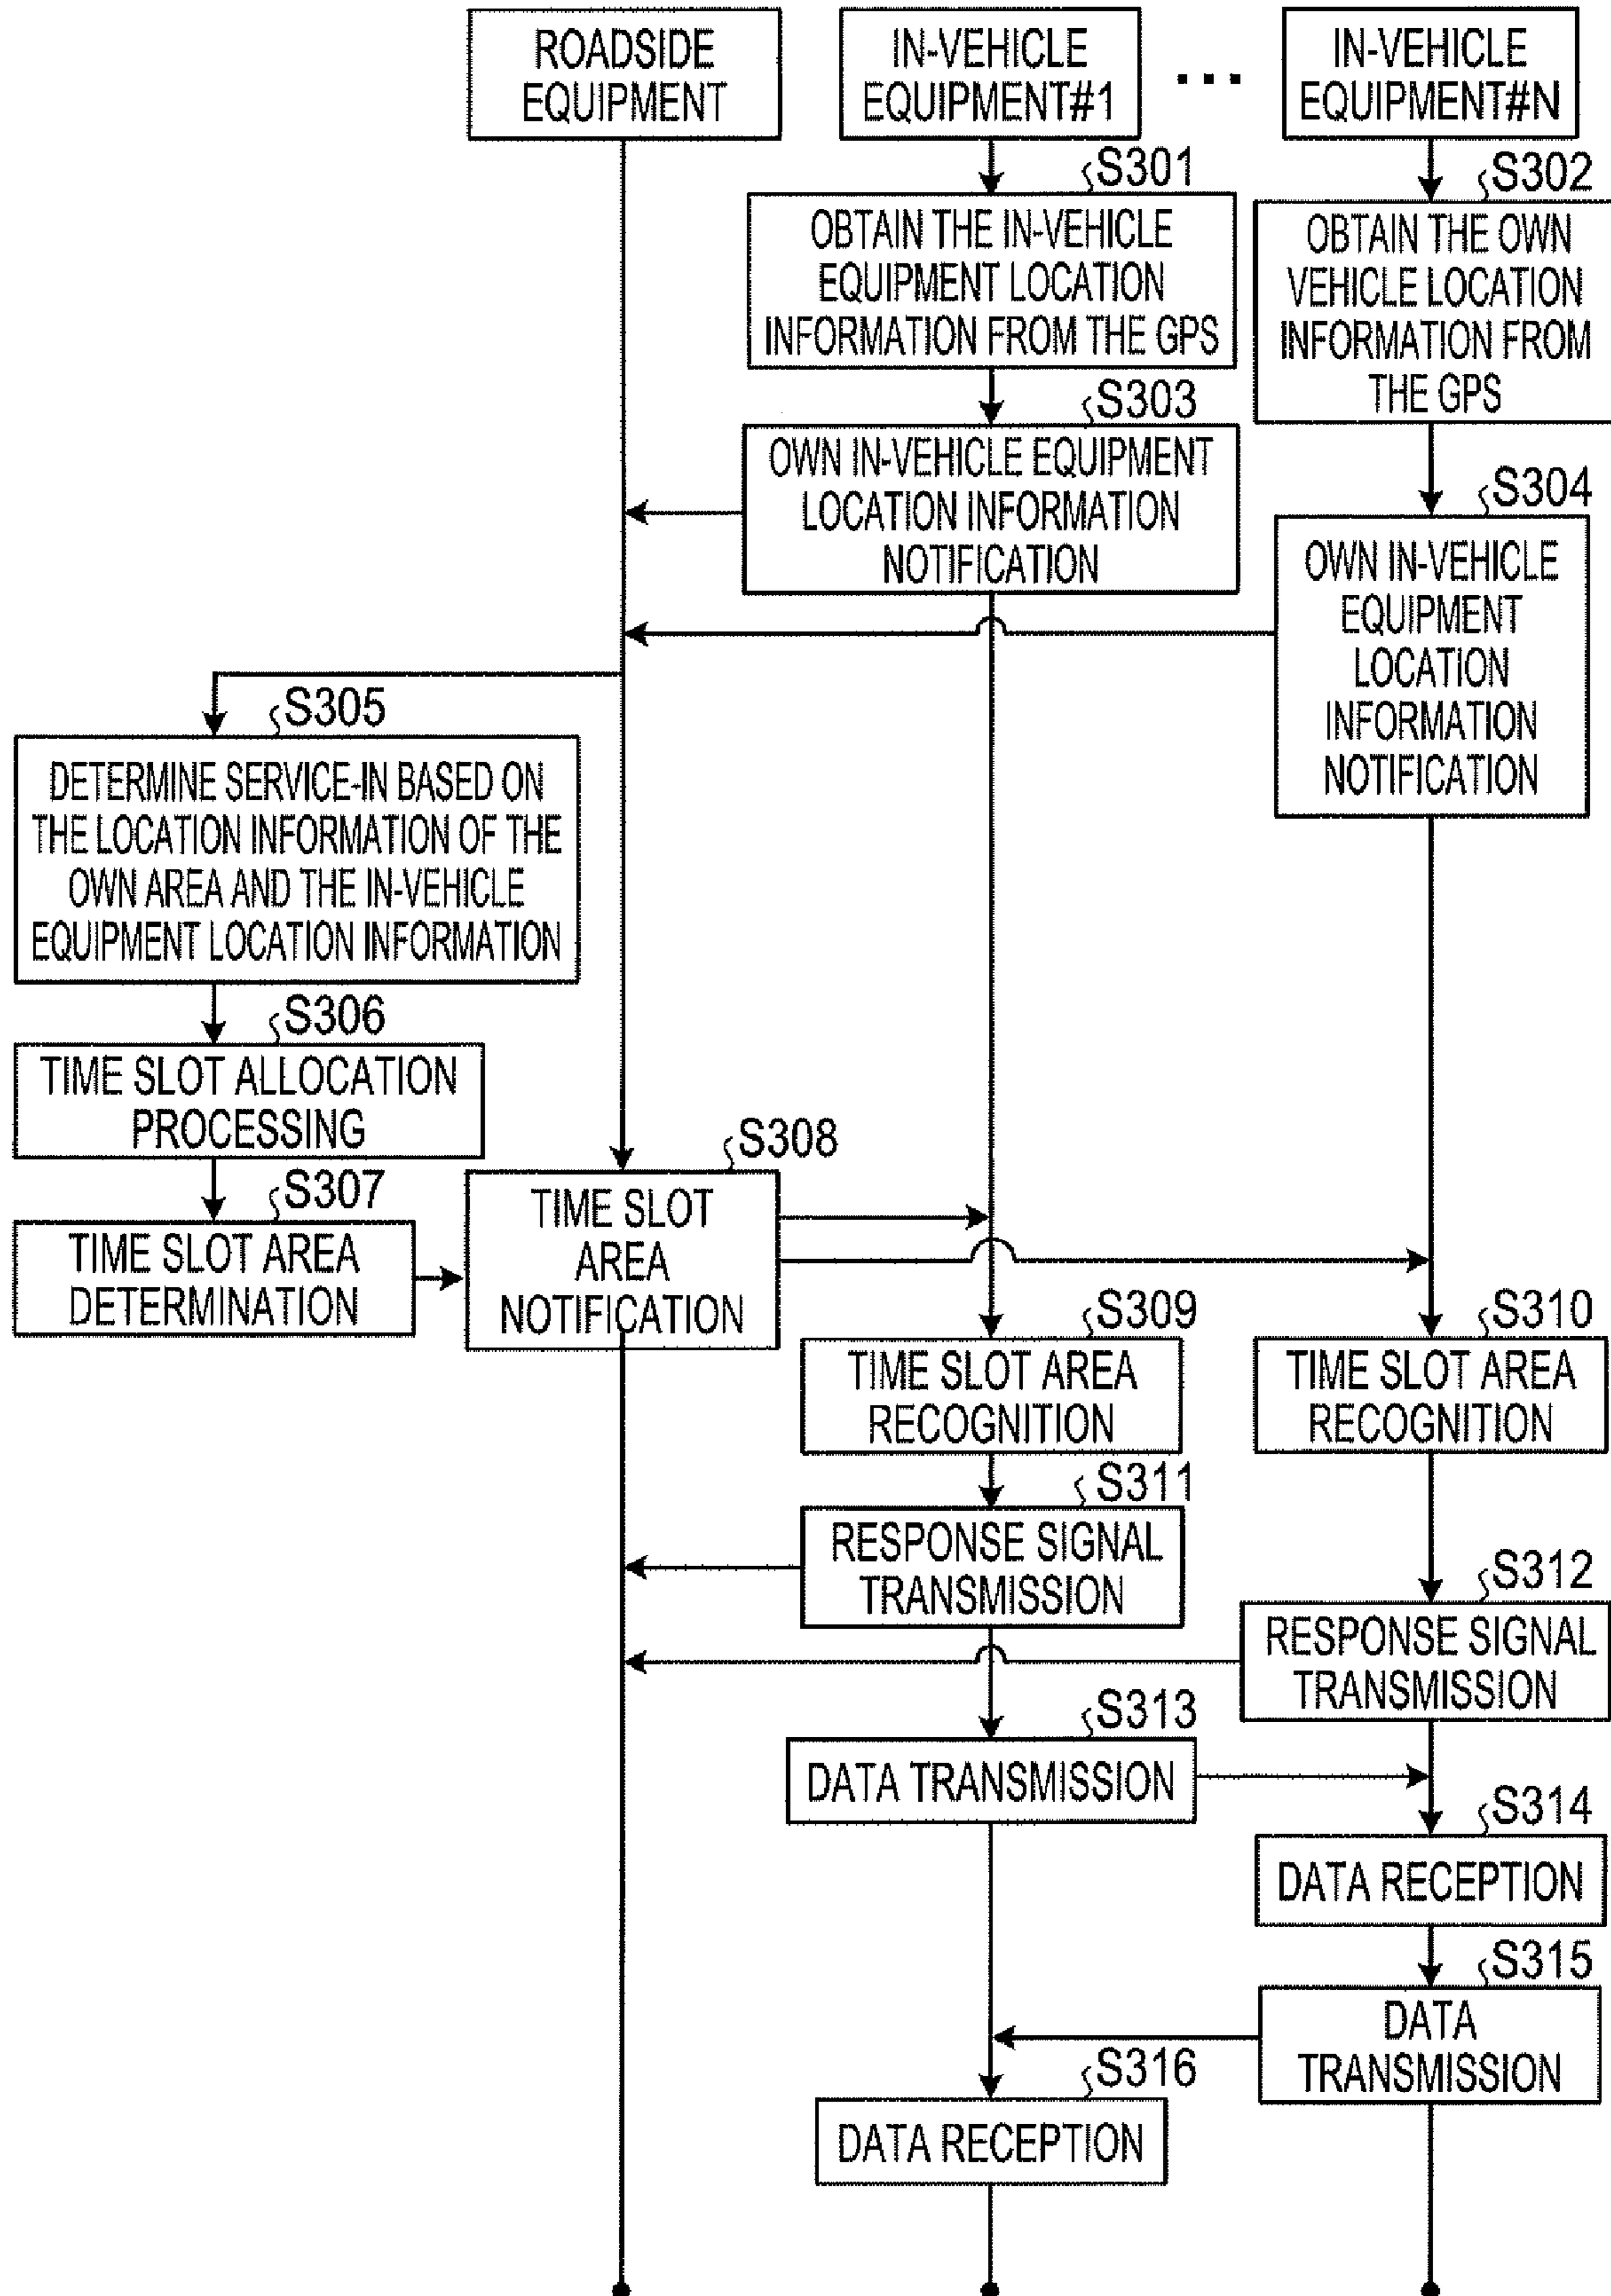 ROADSIDE
EQUIPMENT
IN-VEHICLE
EQUIPMENT#1
...
IN-VEHICLE
EQUIPMENT#N
S301
OBTAIN THE IN-VEHICLE
EQUIPMENT LOCATION
INFORMATION FROM THE GPS
S302
OBTAIN THE OWN
VEHICLE LOCATION
INFORMATION FROM
THE GPS
S303
OWN IN-VEHICLE EQUIPMENT
LOCATION INFORMATION
NOTIFICATION
S304
OWN IN-VEHICLE
EQUIPMENT
LOCATION
INFORMATION
NOTIFICATION
S305
DETERMINE SERVICE-IN BASED ON
THE LOCATION INFORMATION OF THE
OWN AREA AND THE IN-VEHICLE
EQUIPMENT LOCATION INFORMATION
S306
TIME SLOT ALLOCATION
PROCESSING
S307
TIME SLOT AREA
DETERMINATION
S308
TIME SLOT
AREA
NOTIFICATION
S309
TIME SLOT AREA
RECOGNITION
S310
TIME SLOT AREA
RECOGNITION
S311
RESPONSE SIGNAL
TRANSMISSION
S312
RESPONSE SIGNAL
TRANSMISSION
S313
DATA TRANSMISSION
S314
DATA RECEPTION
S315
DATA
TRANSMISSION
S316
DATA RECEPTION